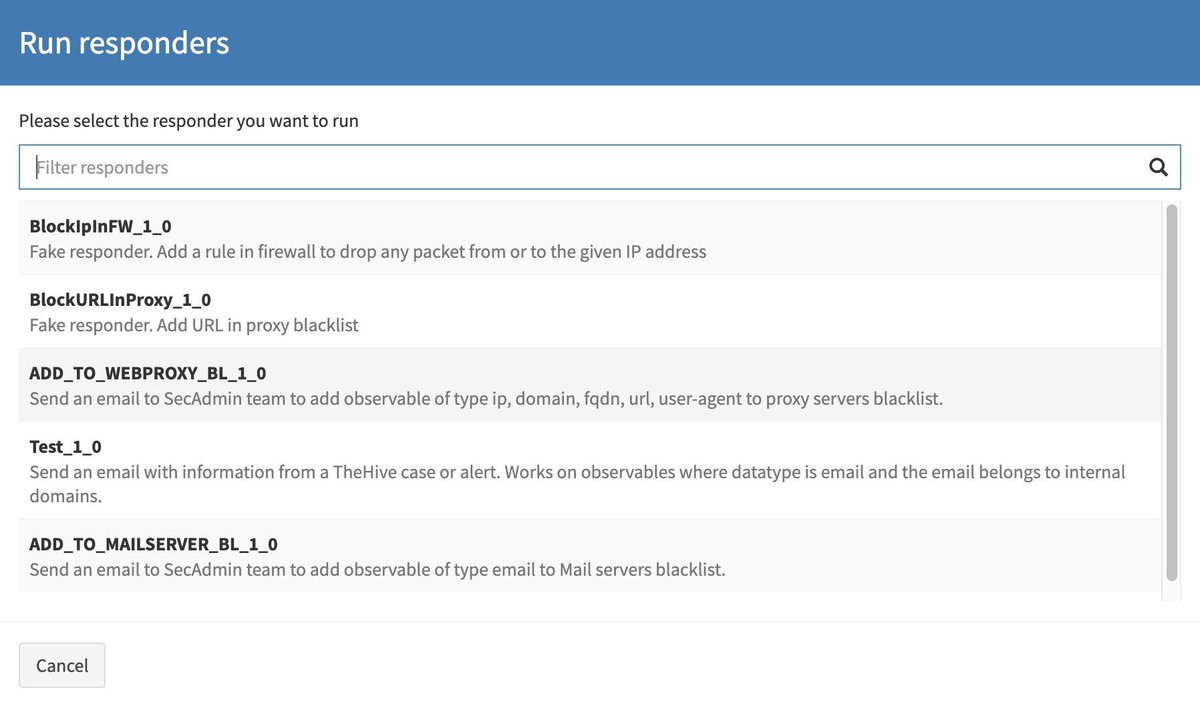 Run responders
Please select the responder you want to run
Filter responders
BlockIpInFW_1_0
Fake responder. Add a rule in firewall to drop any packet from or to the given IP address
BlockURLInProxy_1_0
Fake responder. Add URL in proxy blacklist
ADD_TO_WEBPROXY_BL_1_0
Send an email to SecAdmin team to add observable of type ip, domain, fqdn, url, user-agent to proxy servers blacklist.
Test_1_0
Send an email with information from a TheHive case or alert. Works on observables where datatype is email and the email belongs to internal
domains.
ADD_TO_MAILSERVER_BL_1_0
Send an email to SecAdmin team to add observable of type email to Mail servers blacklist.
Cancel